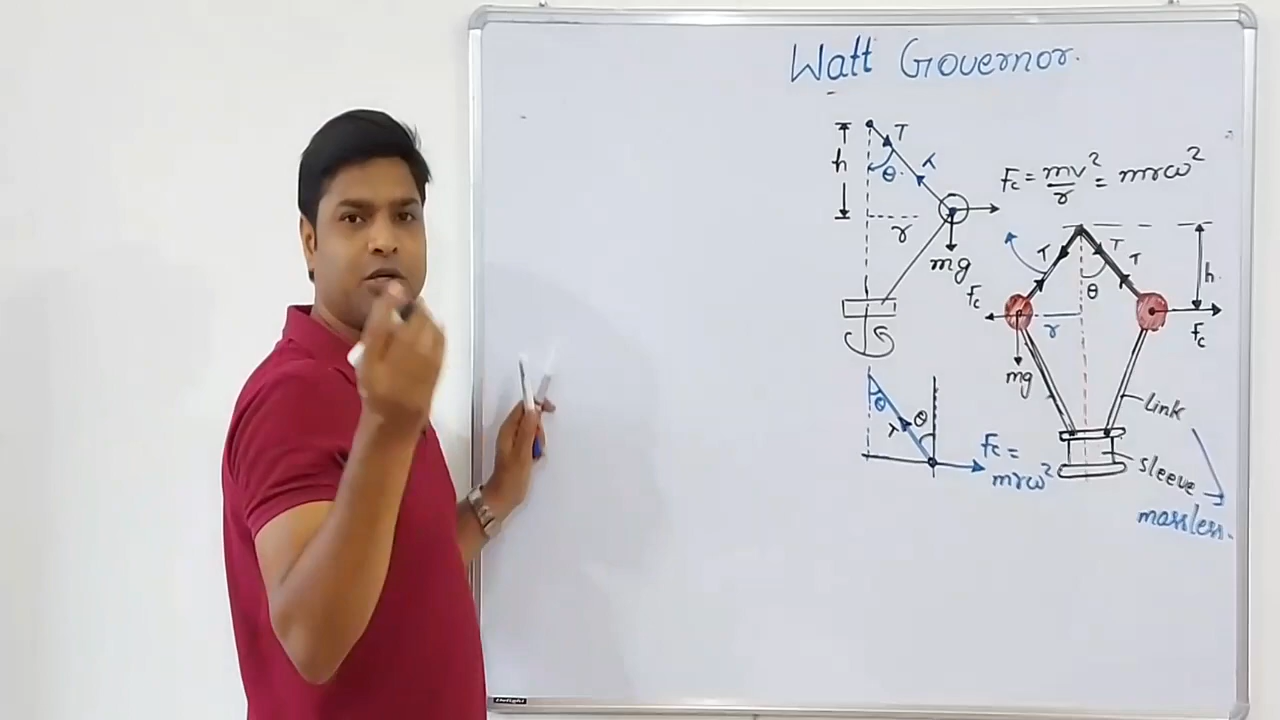 Watt Governor.
h
T
θ.
T
r
mg
Fc = mv²/r = mrω²
T
T
T
θ
h.
Fc
r
Fc
mg
Link
sleeve
massless.
θ
T
θ
Fc =
mrω²